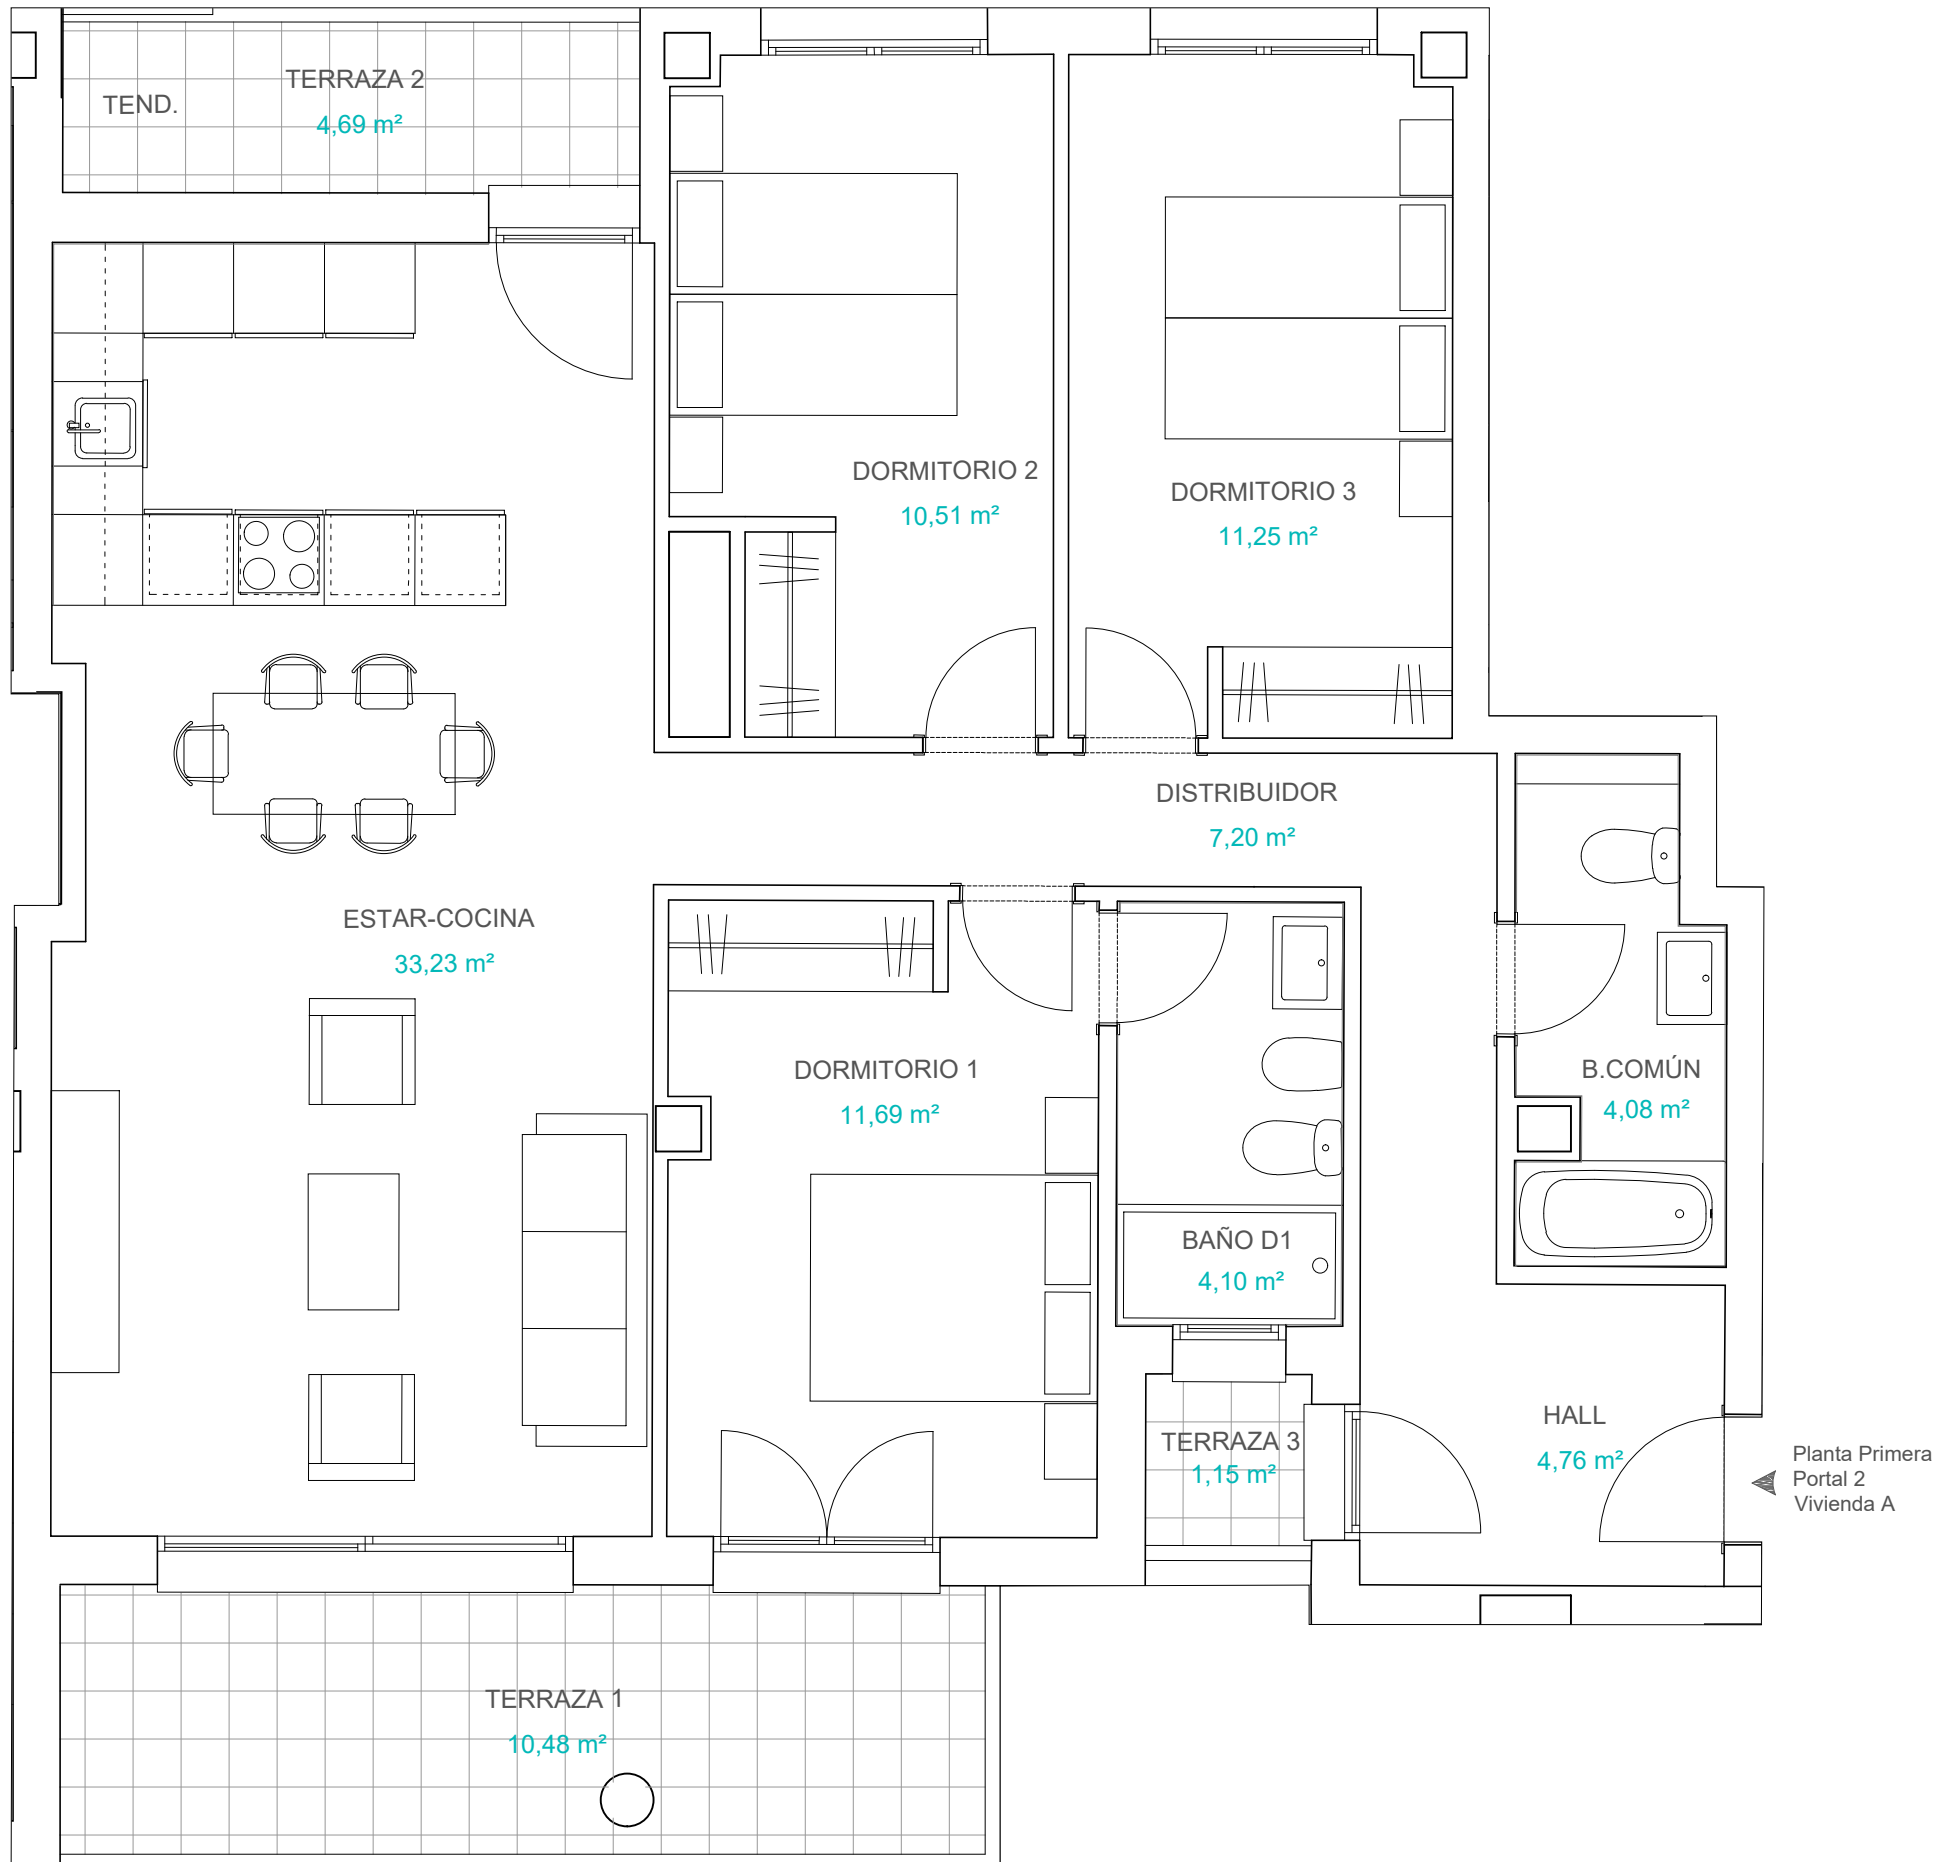 TERRAZA 2
TEND.
4,69 m²
DORMITORIO 2
10,51 m²
DORMITORIO 3
11,25 m²
DISTRIBUIDOR
7,20 m²
ESTAR-COCINA
33,23 m²
DORMITORIO 1
11,69 m²
B.COMÚN
4,08 m²
BAÑO D1
4,10 m²
HALL
4,76 m²
TERRAZA 3
1,15 m²
Planta Primera
Portal 2
Vivienda A
TERRAZA 1
10,48 m²